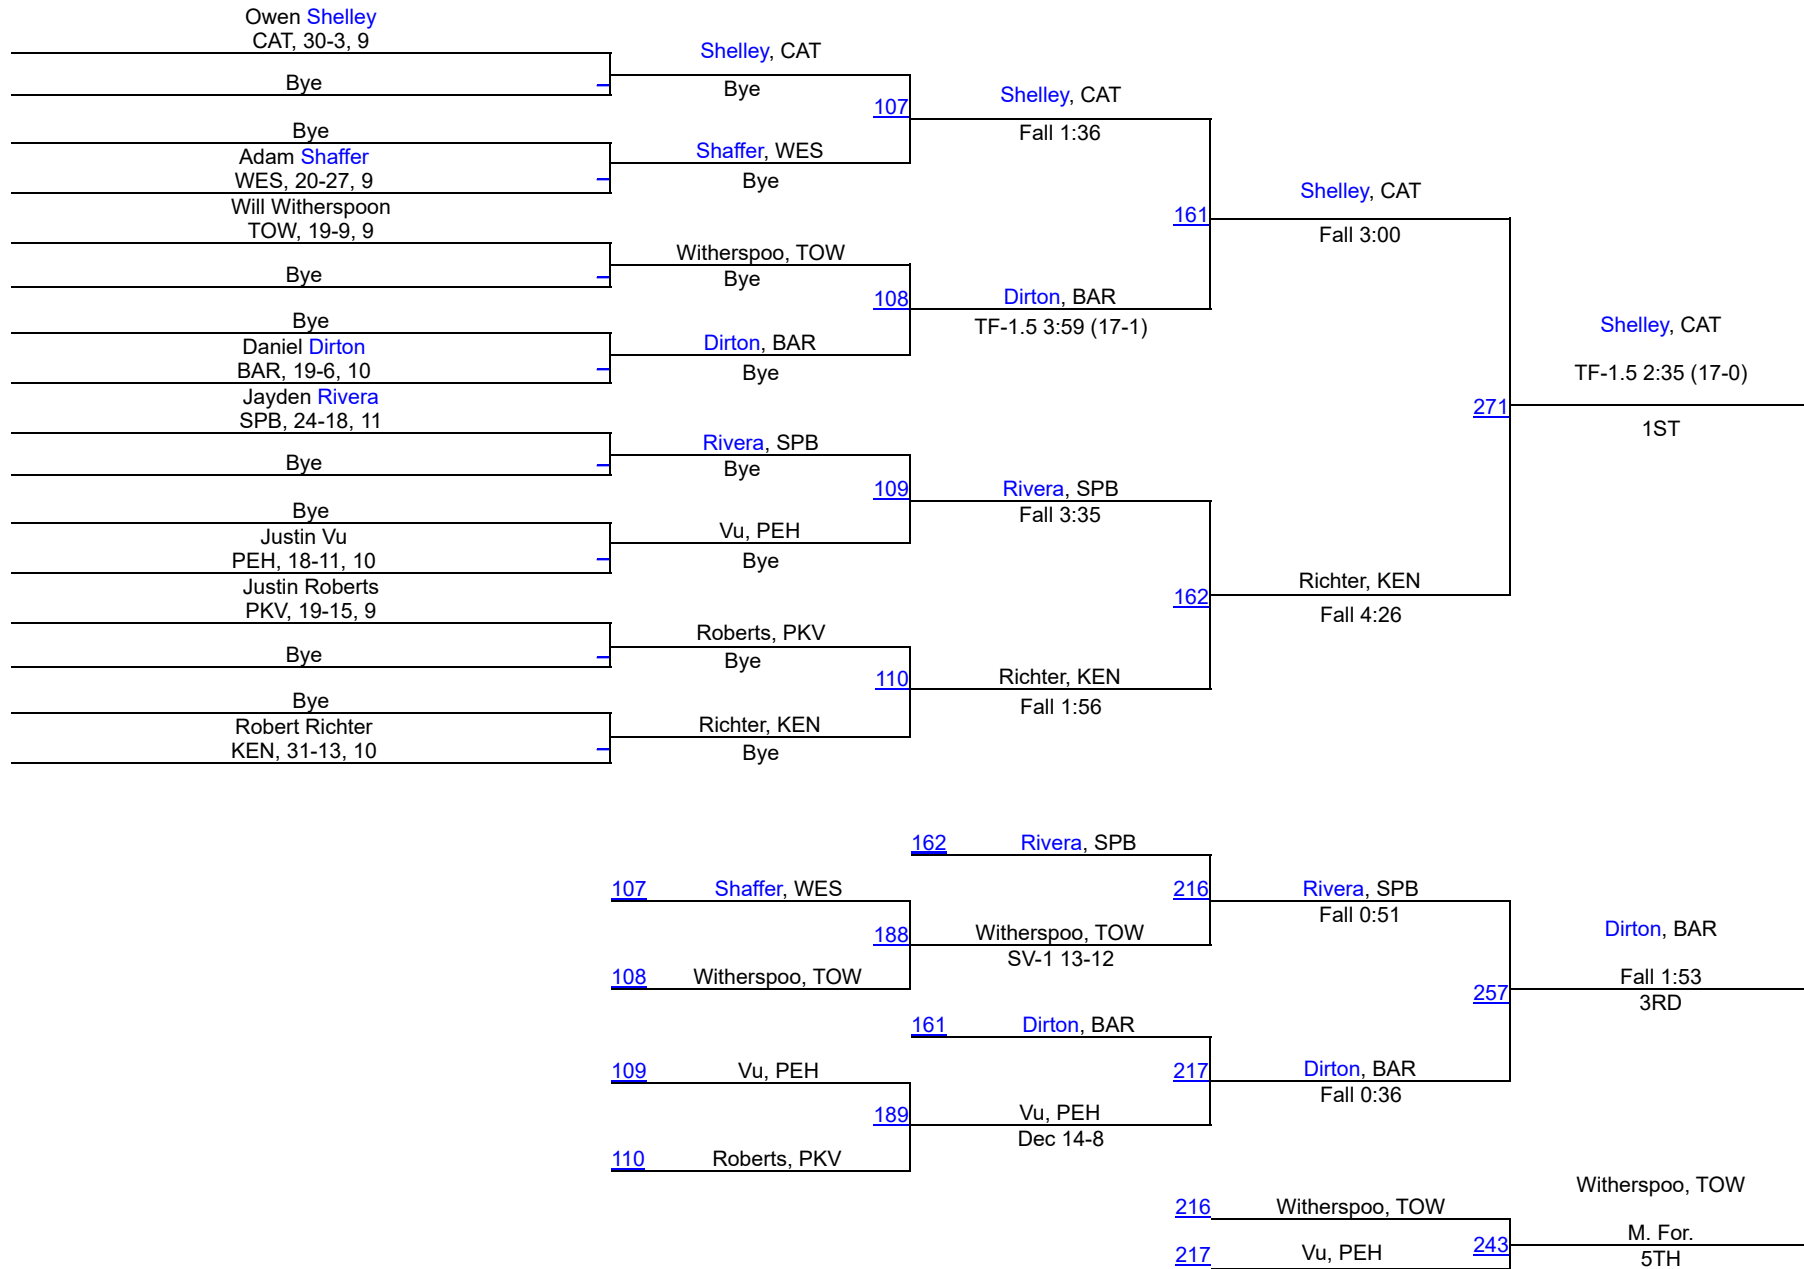 Owen Shelley
CAT, 30-3, 9
Bye
Bye
Adam Shaffer
WES, 20-27, 9
Will Witherspoon
TOW, 19-9, 9
Bye
Bye
Daniel Dirton
BAR, 19-6, 10
Jayden Rivera
SPB, 24-18, 11
Bye
Bye
Justin Vu
PEH, 18-11, 10
Justin Roberts
PKV, 19-15, 9
Bye
Bye
Robert Richter
KEN, 31-13, 10
Shelley, CAT
Bye
107
Shaffer, WES
Bye
Witherspoo, TOW
Bye
108
Dirton, BAR
Bye
Rivera, SPB
Bye
109
Vu, PEH
Bye
Roberts, PKV
Bye
110
Richter, KEN
Bye
Shelley, CAT
Fall 1:36
161
Dirton, BAR
TF-1.5 3:59 (17-1)
Rivera, SPB
Fall 3:35
162
Richter, KEN
Fall 1:56
Shelley, CAT
Fall 3:00
271
Richter, KEN
Fall 4:26
Shelley, CAT
TF-1.5 2:35 (17-0)
1ST
162 Rivera, SPB
107 Shaffer, WES
188
108 Witherspoo, TOW
216
Witherspoo, TOW
SV-1 13-12
161 Dirton, BAR
109 Vu, PEH
189
110 Roberts, PKV
217
Vu, PEH
Dec 14-8
Rivera, SPB
Fall 0:51
257
Dirton, BAR
Fall 0:36
Dirton, BAR
Fall 1:53
3RD
216 Witherspoo, TOW
217 Vu, PEH
243
Witherspoo, TOW
M. For.
5TH